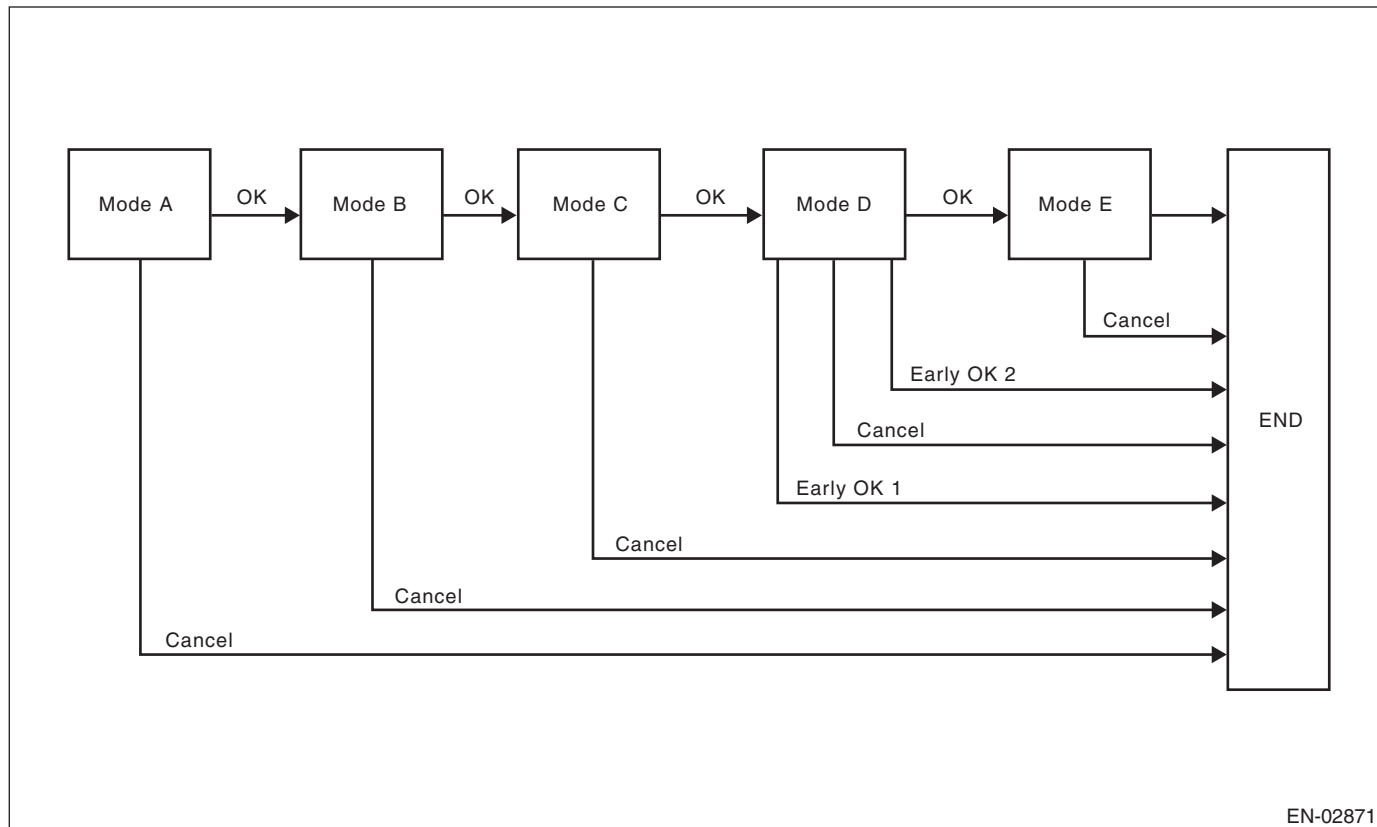 OK
OK
OK
OK
Mode A
Mode B
Mode C
Mode D
Mode E
Cancel
Early OK 2
END
Cancel
Early OK 1
Cancel
Cancel
Cancel
EN-02871